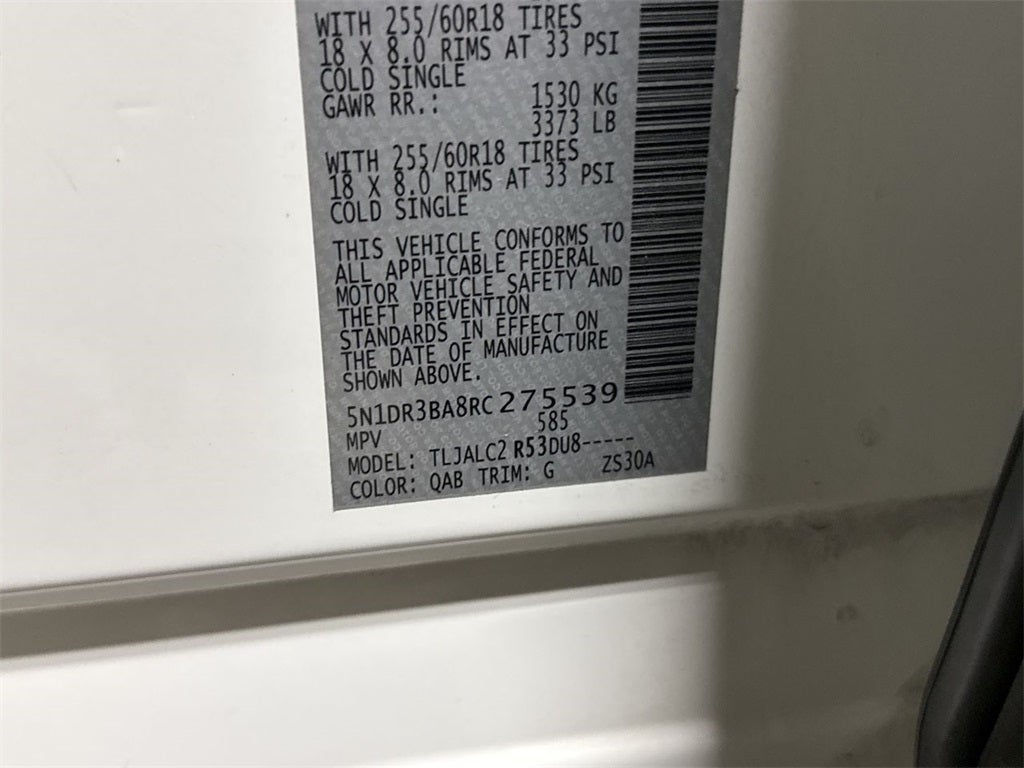 WITH 255/60R18 TIRES
18 X 8.0 RIMS AT 33 PSI
COLD SINGLE
GAWR RR.: 1530 KG
3373 LB
WITH 255/60R18 TIRES
18 X 8.0 RIMS AT 33 PSI
COLD SINGLE
THIS VEHICLE CONFORMS TO
ALL APPLICABLE FEDERAL
MOTOR VEHICLE SAFETY AND
THEFT PREVENTION
STANDARDS IN EFFECT ON
THE DATE OF MANUFACTURE
SHOWN ABOVE.
5N1DR3BA8RC275539
MPV 585
MODEL: TLJALC2 R53DU8-----
COLOR: QAB TRIM: G ZS30A